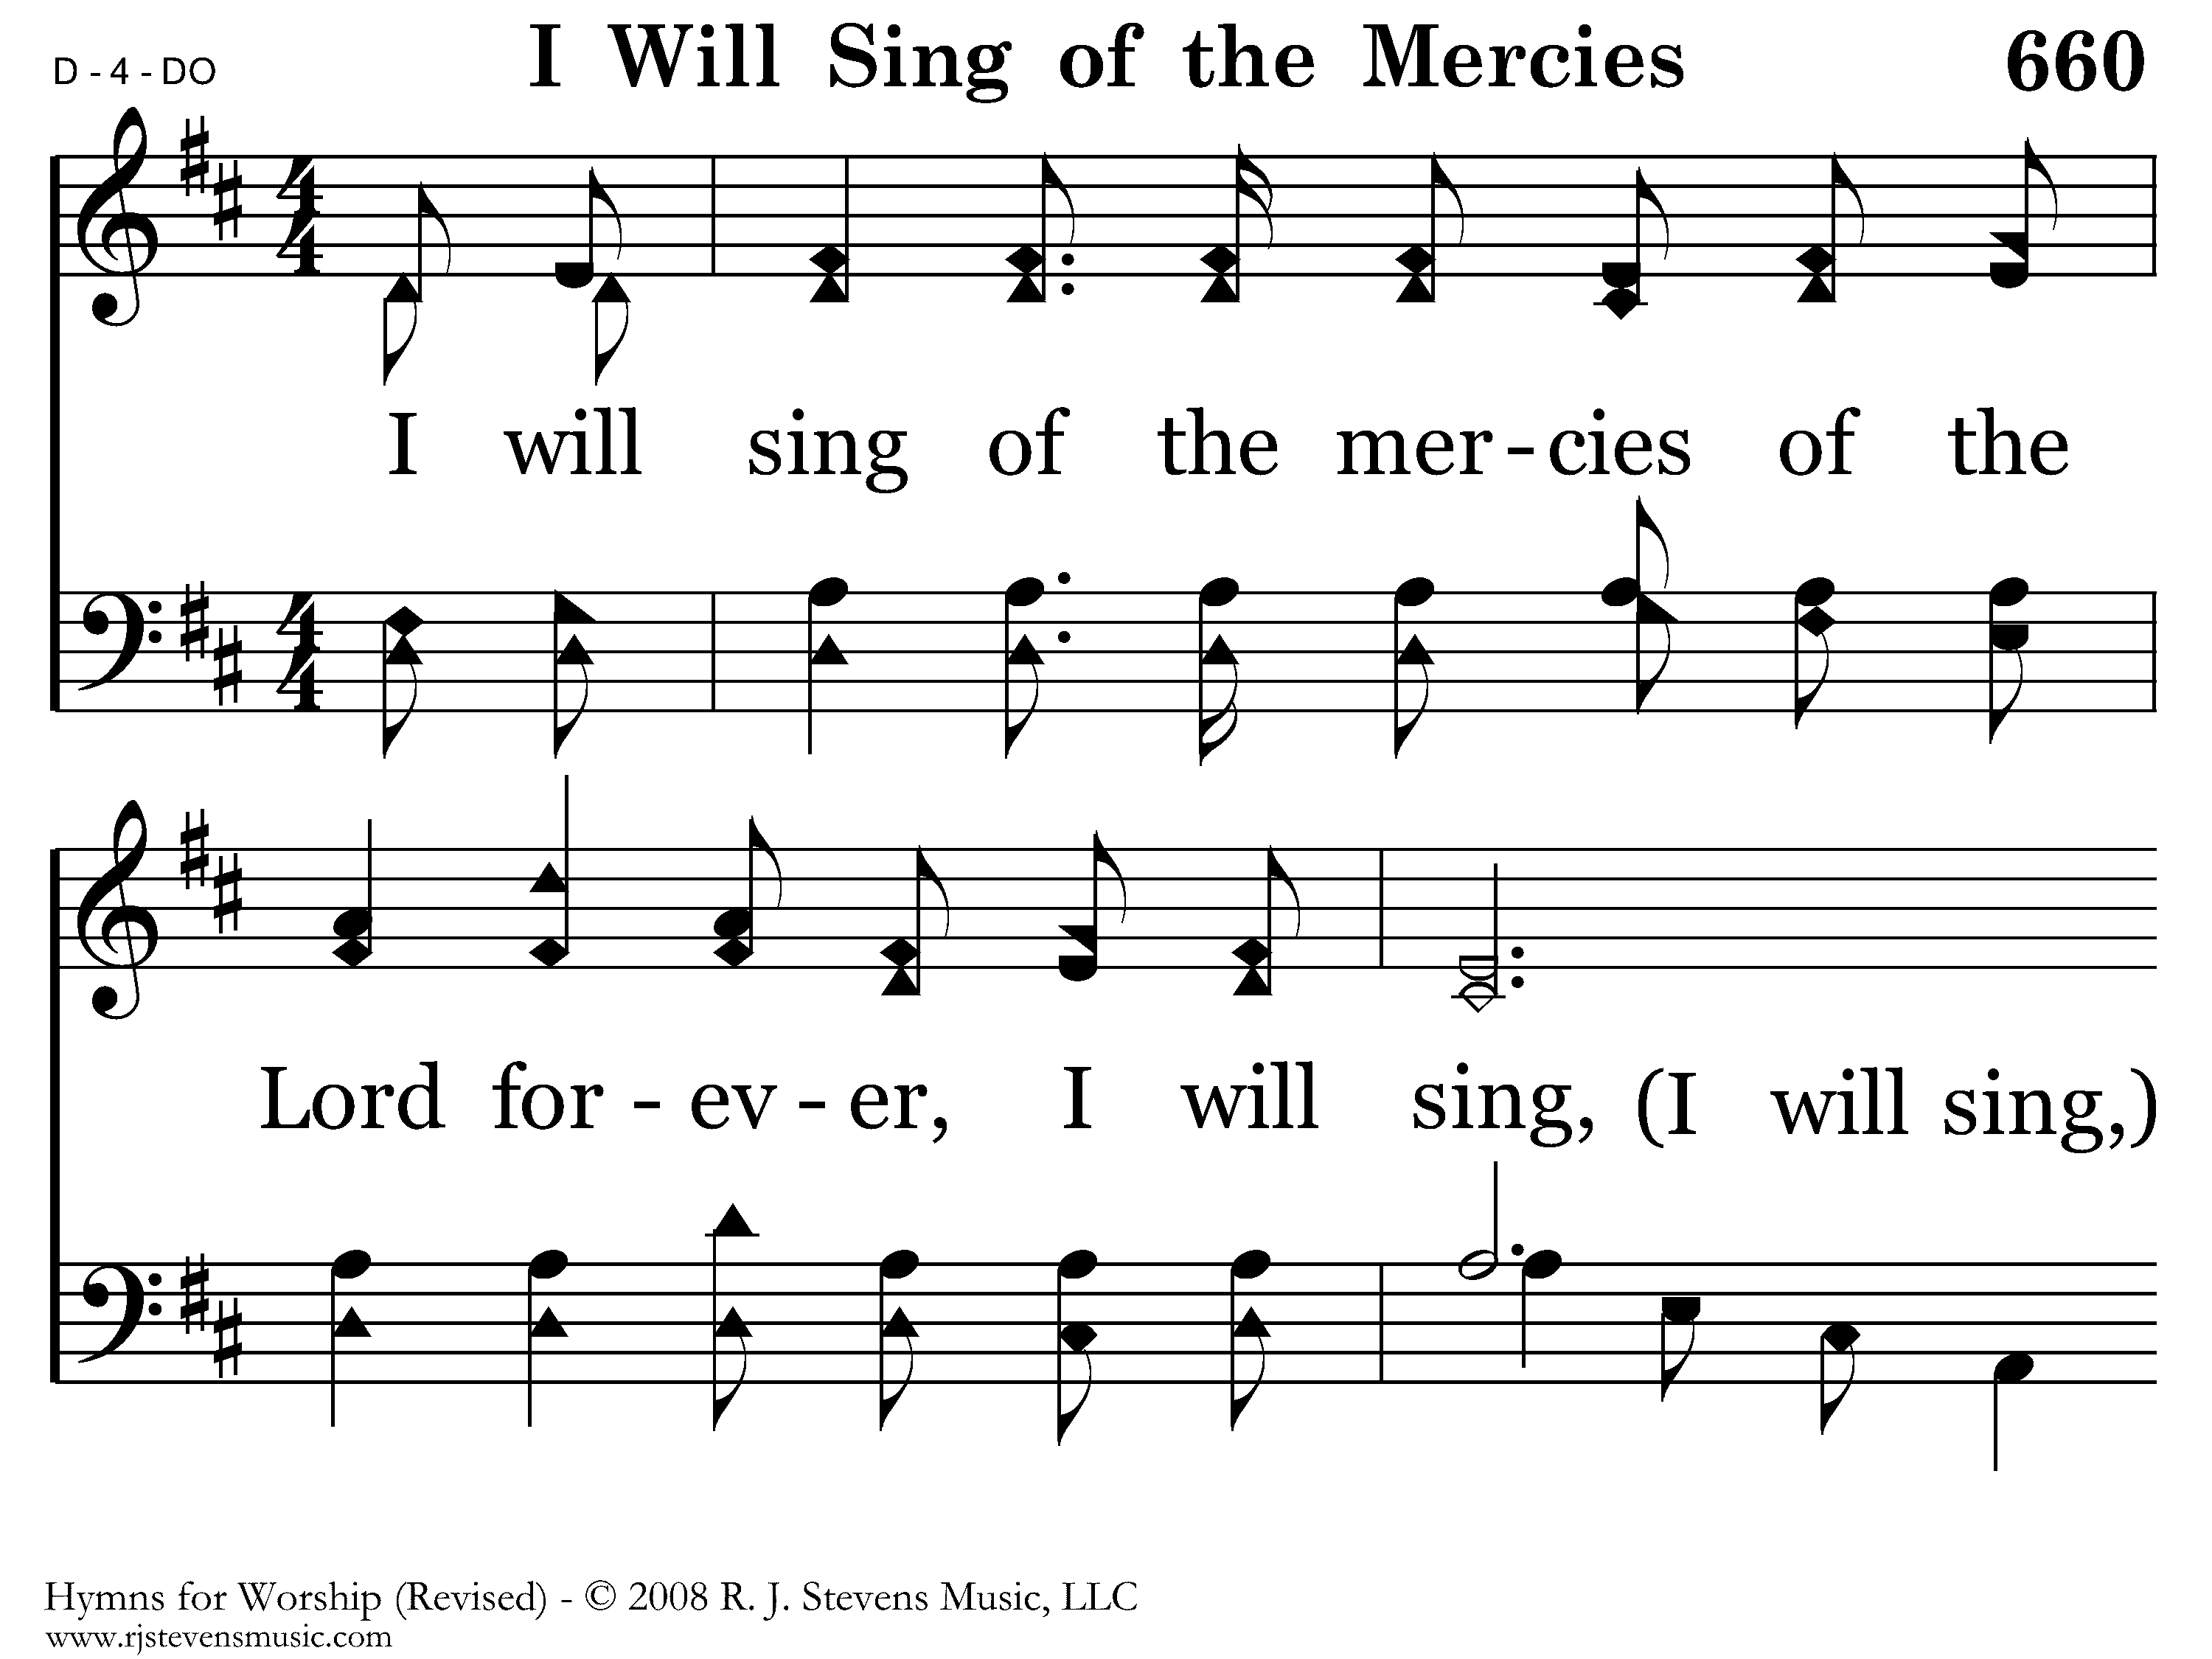 D - 4 - DO
I Will Sing of the Mercies
660
I will sing of the mer - cies of the
Lord for - ev - er, I will sing, (I will sing,)
Hymns for Worship (Revised) - © 2008 R. J. Stevens Music, LLC
www.rjstevensmusic.com